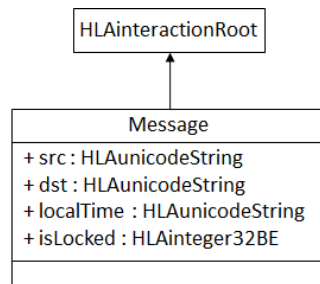 HLAinteractionRoot
Message
+ src : HLAunicodeString
+ dst : HLAunicodeString
+ localTime : HLAunicodeString
+ isLocked : HLAinteger32BE